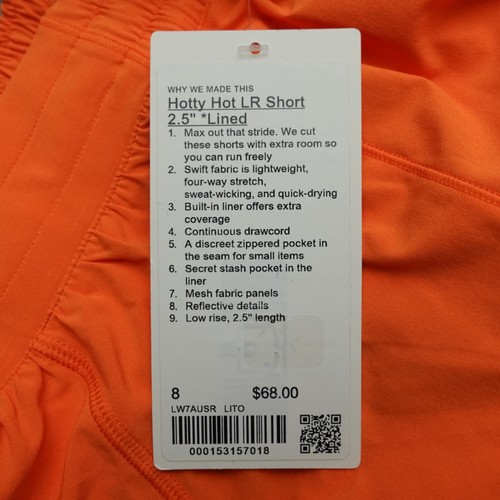 WHY WE MADE THIS
Hotty Hot LR Short
2.5" *Lined
1. Max out that stride. We cut
these shorts with extra room so
you can run freely
2. Swift fabric is lightweight,
four-way stretch,
sweat-wicking, and quick-drying
3. Built-in liner offers extra
coverage
4. Continuous drawcord
5. A discreet zippered pocket in
the seam for small items
6. Secret stash pocket in the
liner
7. Mesh fabric panels
8. Reflective details
9. Low rise, 2.5" length
8 $68.00
LW7AUSR LITO
000153157018